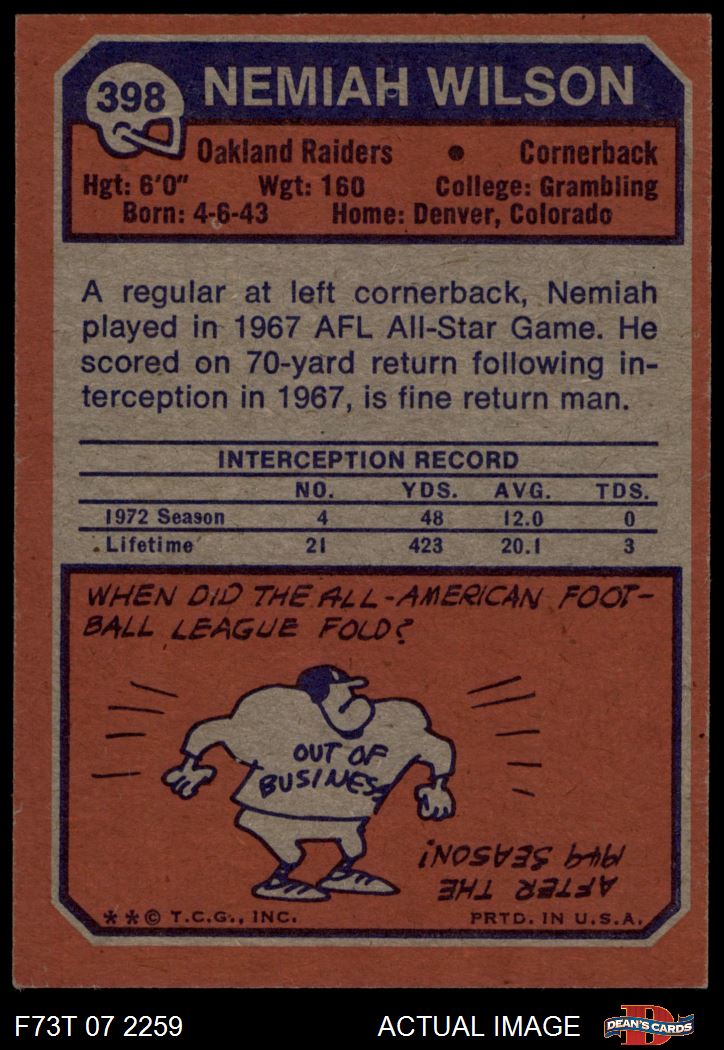 398 NEMIAH WILSON
Oakland Raiders • Cornerback
Hgt: 6'0" Wgt: 160 College: Grambling
Born: 4-6-43 Home: Denver, Colorado
A regular at left cornerback, Nemiah
played in 1967 AFL All-Star Game. He
scored on 70-yard return following in-
terception in 1967, is fine return man.
INTERCEPTION RECORD
NO. YDS. AVG. TDS.
1972 Season 4 48 12.0 0
Lifetime 21 423 20.1 3
WHEN DID THE ALL-AMERICAN FOOT-
BALL LEAGUE FOLD?
OUT OF
BUSINESS
AFTER THE
1949 SEASON!
**© T.C.G., INC. PRTD. IN U.S.A.
F73T 07 2259 ACTUAL IMAGE D DEAN'S CARDS